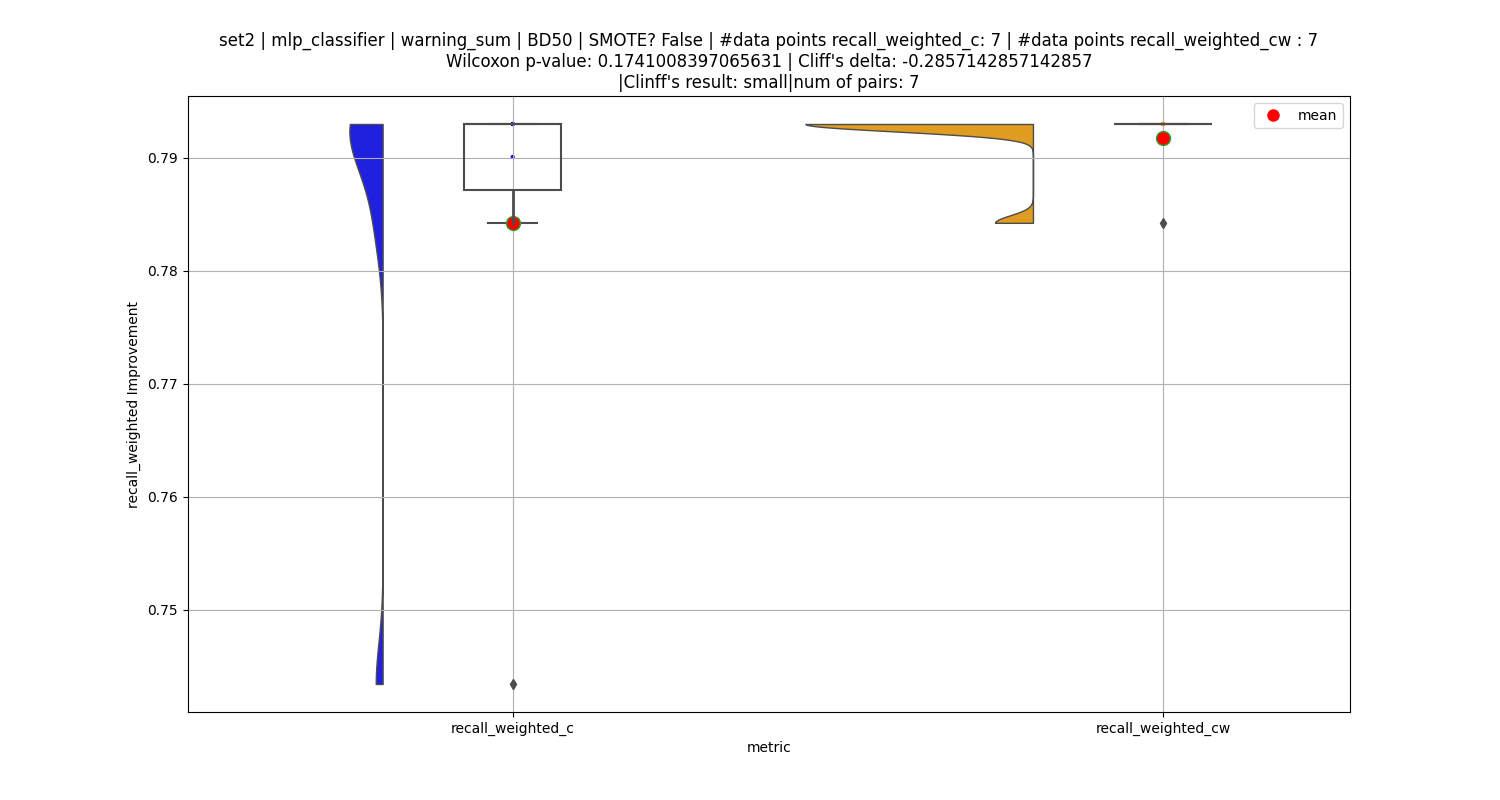 set2 | mlp_classifier | warning_sum | BD50 | SMOTE? False | #data points recall_weighted_c: 7 | #data points recall_weighted_cw : 7
Wilcoxon p-value: 0.1741008397065631 | Cliff's delta: -0.2857142857142857
|Clinff's result: small|num of pairs: 7
mean
0.79
0.78
0.77
0.76
0.75
recall_weighted Improvement
recall_weighted_c
recall_weighted_cw
metric